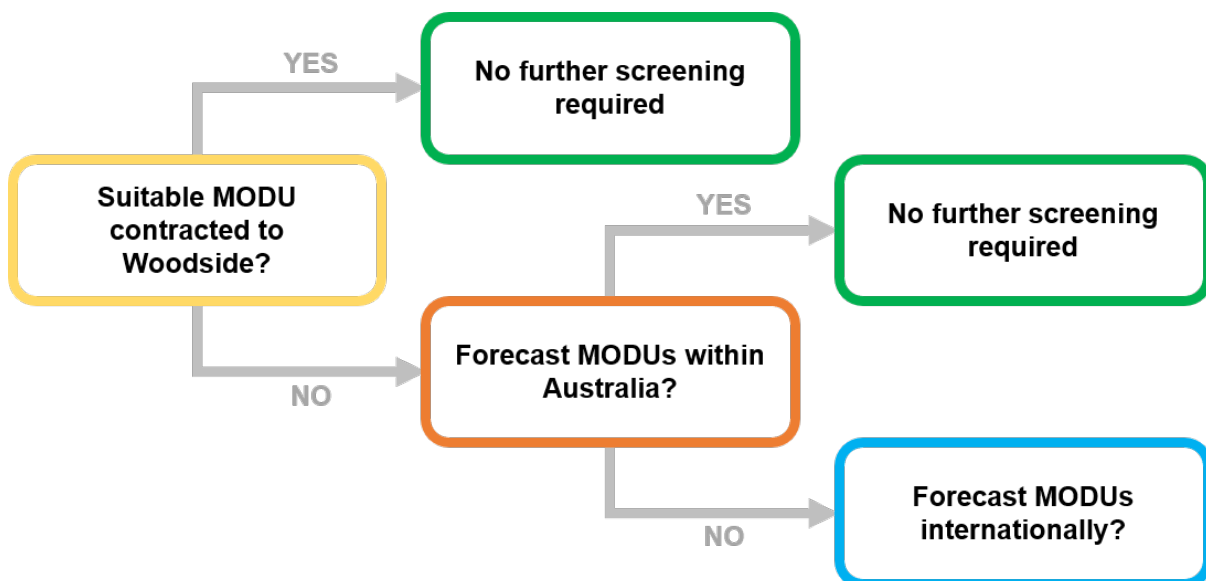 YES
No further screening
required
Suitable MODU
contracted to
Woodside?
YES
No further screening
required
NO
Forecast MODUs within
Australia?
NO
Forecast MODUs
internationally?